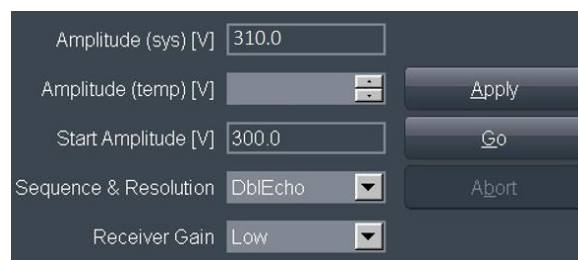 Amplitude (sys) [V] 310.0
Amplitude (temp) [V] Apply
Start Amplitude [V] 300.0 Go
Sequence & Resolution DblEcho Abort
Receiver Gain Low